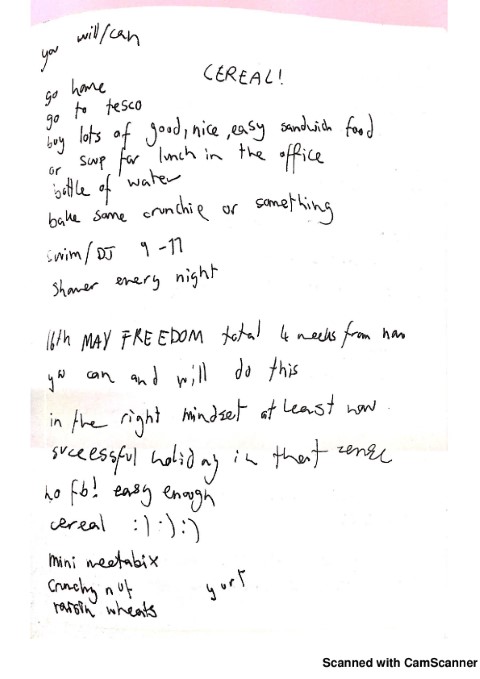 you will/can
CEREAL!
go home
go to tesco
buy lots of good, nice, easy sandwich food
or soup for lunch in the office
bottle of water
bake some crunchie or something
swim/DJ 9-11
shower every night
16th MAY FREEDOM total 4 weeks from now
you can and will do this
in the right mindset at least now.
successful holiday in that sense
no fb! easy enough
cereal :) :) :)
mini weetabix
crunchy nut
yurt
raisin wheats
Scanned with CamScanner